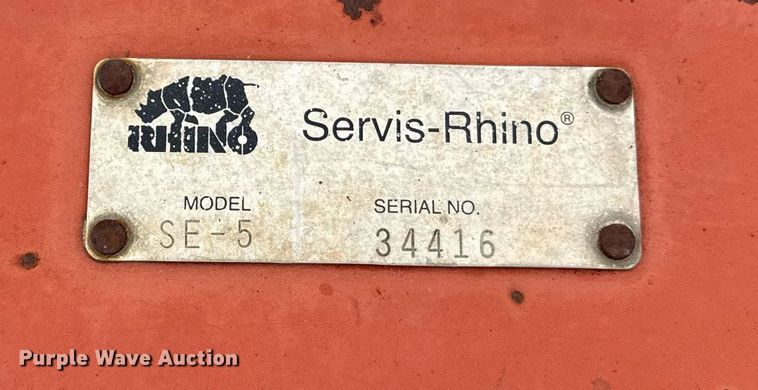 RHINO
Servis-Rhino®
MODEL
SE-5
SERIAL NO.
34416
Purple Wave Auction